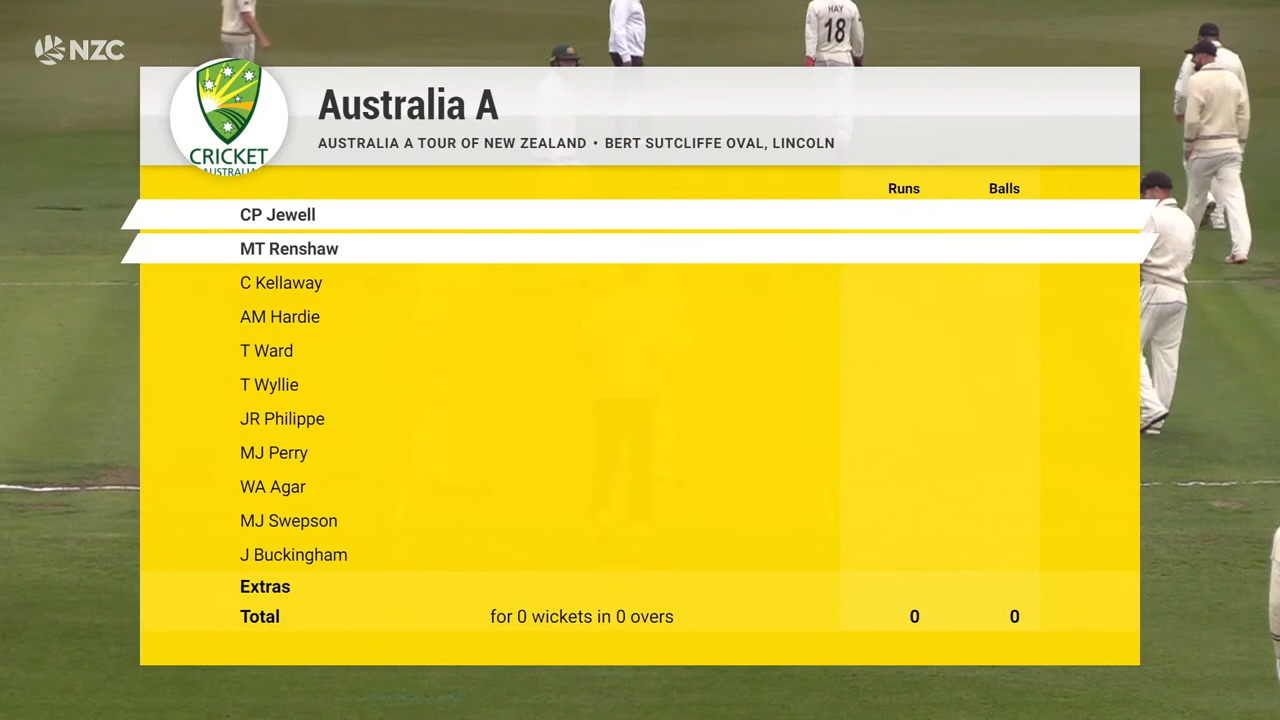 NZC
HAY
18
Australia A
AUSTRALIA A TOUR OF NEW ZEALAND • BERT SUTCLIFFE OVAL, LINCOLN
CRICKET
AUSTRALIA
Runs Balls
CP Jewell
MT Renshaw
C Kellaway
AM Hardie
T Ward
T Wyllie
JR Philippe
MJ Perry
WA Agar
MJ Swepson
J Buckingham
Extras
Total for 0 wickets in 0 overs 0 0